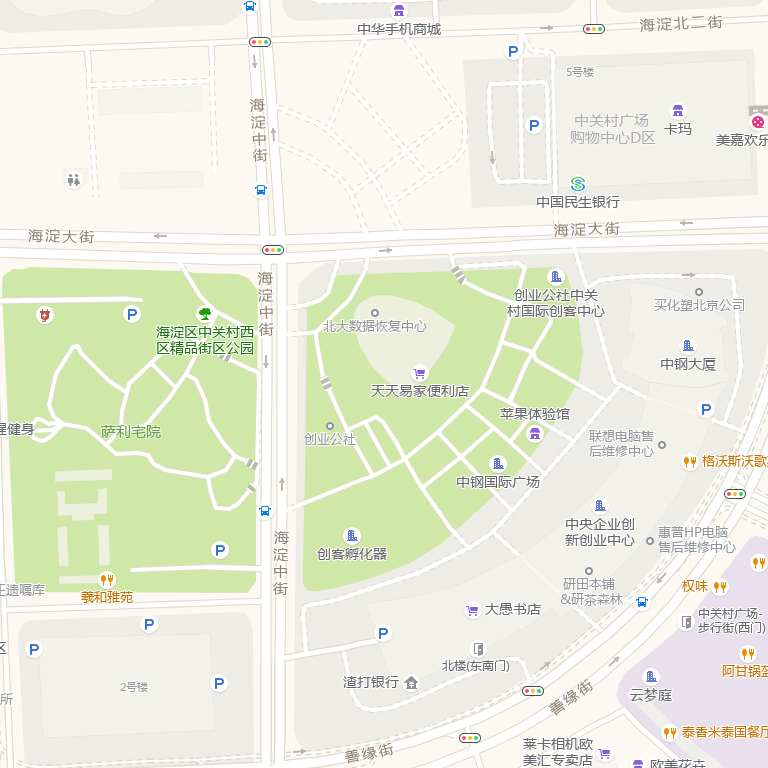 中华手机商城
海淀北二街
5号楼
中关村广场
购物中心D区
卡玛
美嘉欢乐
海淀中街
中国民生银行
海淀大街
海淀大街
海淀中街
创业公社中关
村国际创客中心
买化塑北京公司
北大数据恢复中心
海淀区中关村西
区精品街区公园
中钢大厦
天天易家便利店
苹果体验馆
健身
萨利宅院
创业公社
联想电脑售
后维修中心
格沃斯沃歌
中钢国际广场
中央企业创
新创业中心
惠普HP电脑
售后维修中心
创客孵化器
海淀中街
研田本铺
&研茶森林
权味
遗嘱库
羲和雅苑
大愚书店
中关村广场-
步行街(西门)
区
北楼(东南门)
阿甘锅盔
2号楼
渣打银行
云梦庭
所
善缘街
泰香米泰国餐厅
善缘街
莱卡相机欧
美汇专卖店
欧美花卉
P
P
P
P
P
P
P
P
P